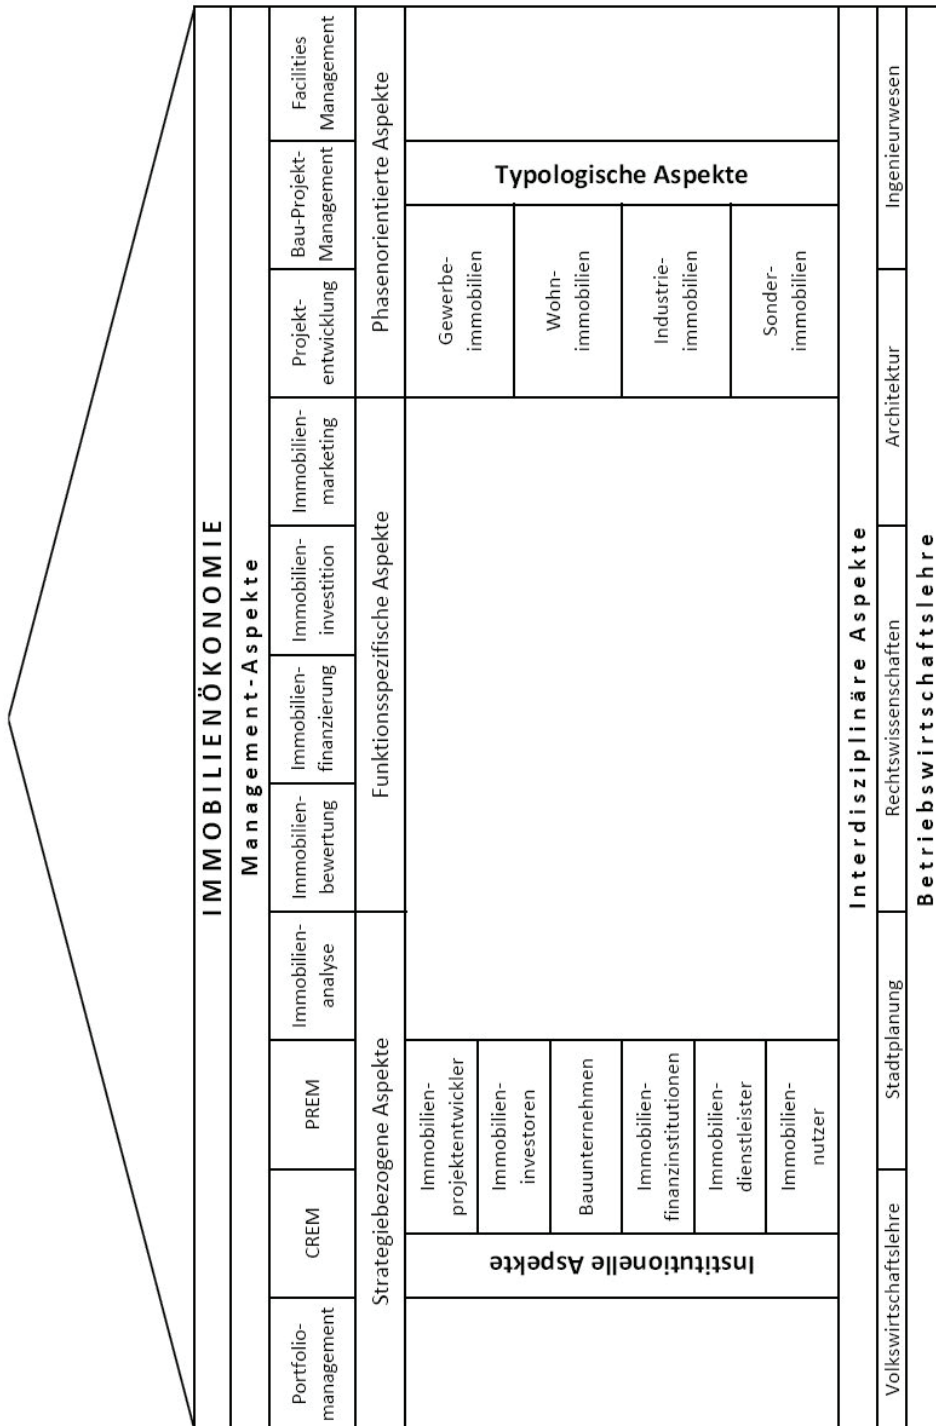 IMMOBILIENÖKONOMIE
Management-Aspekte
Portfolio-
management
CREM
PREM
Immobilien-
analyse
Immobilien-
bewertung
Immobilien-
finanzierung
Immobilien-
investition
Immobilien-
marketing
Projekt-
entwicklung
Bau-Projekt-
Management
Facilities
Management
Strategiebezogene Aspekte
Funktionsspezifische Aspekte
Phasenorientierte Aspekte
Institutionelle Aspekte
Immobilien-
projektentwickler
Immobilien-
investoren
Bauunternehmen
Immobilien-
finanzinstitutionen
Immobilien-
dienstleister
Immobilien-
nutzer
Gewerbe-
immobilien
Wohn-
immobilien
Industrie-
immobilien
Sonder-
immobilien
Typologische Aspekte
Interdisziplinäre Aspekte
Volkswirtschaftslehre
Stadtplanung
Rechtswissenschaften
Architektur
Ingenieurwesen
Betriebswirtschaftslehre